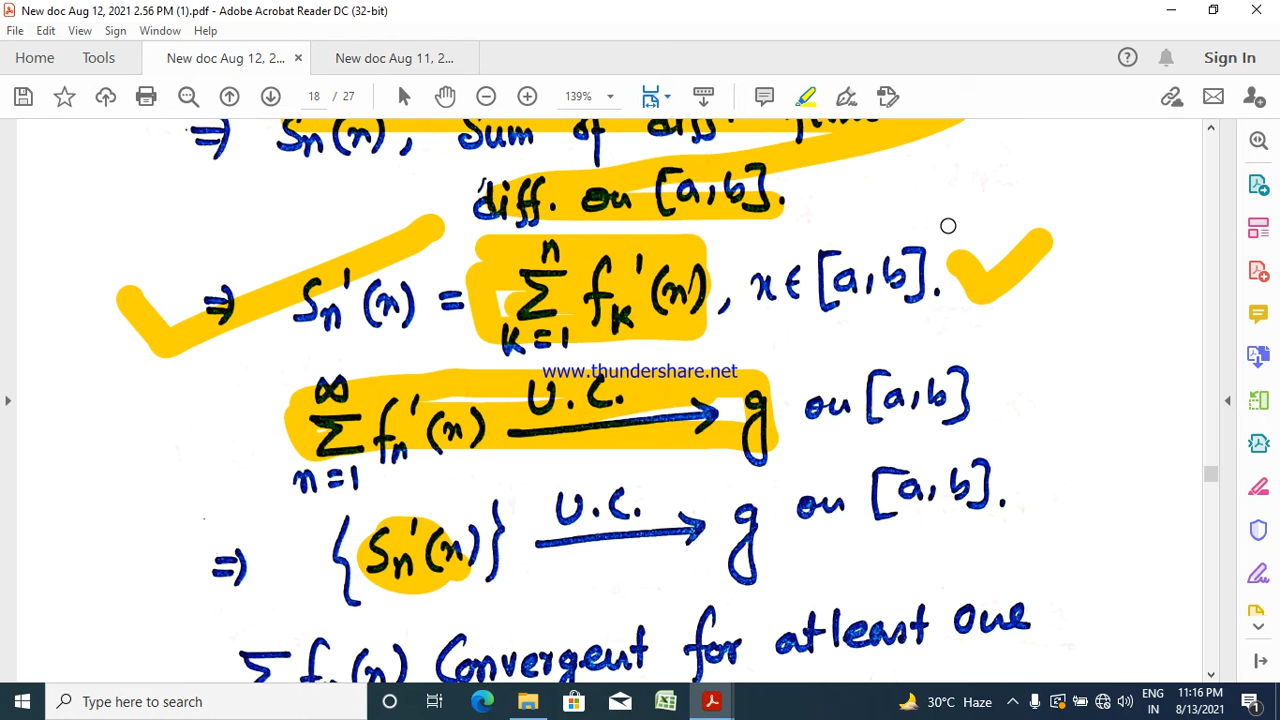 New doc Aug 12, 2021 2.56 PM (1).pdf - Adobe Acrobat Reader DC (32-bit)
File Edit View Sign Window Help
Home Tools New doc Aug 12, 2... × New doc Aug 11, 2...
Sign In
18 / 27 139%
⇒ Sn(x), Sum of diff.
diff. on [a,b].
⇒ Sn'(x) = ∑_{k=1}^{n} fk'(x), x ∈ [a,b].
www.thundershare.net
∑_{n=1}^{∞} fn'(x) U.C.→ g on [a,b]
⇒ {Sn'(x)} U.C.→ g on [a,b].
∑ fn(x) Convergent for atleast one
Type here to search
30°C Haze
ENG
IN
11:16 PM
8/13/2021
1